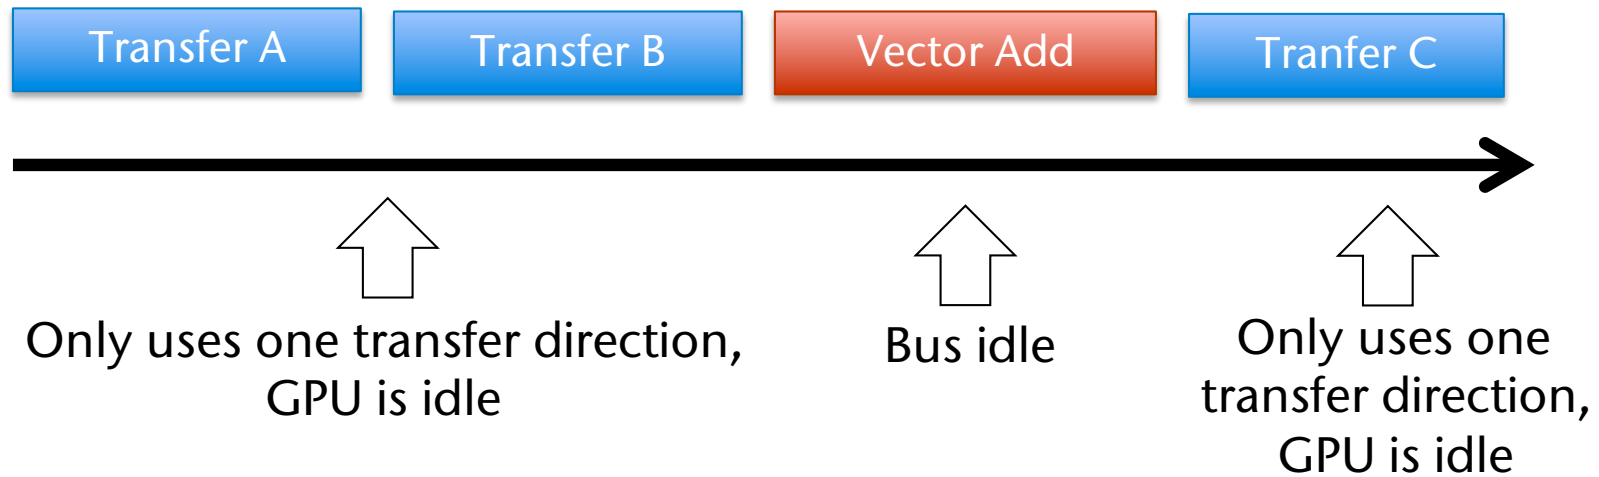 Transfer A
Transfer B
Vector Add
Tranfer C
Only uses one transfer direction,
GPU is idle
Bus idle
Only uses one
transfer direction,
GPU is idle